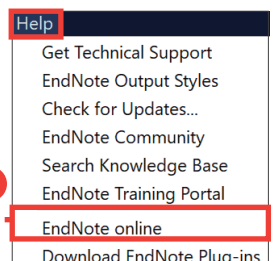 Help
Get Technical Support
EndNote Output Styles
Check for Updates...
EndNote Community
Search Knowledge Base
EndNote Training Portal
EndNote online
Download EndNote Plug-ins